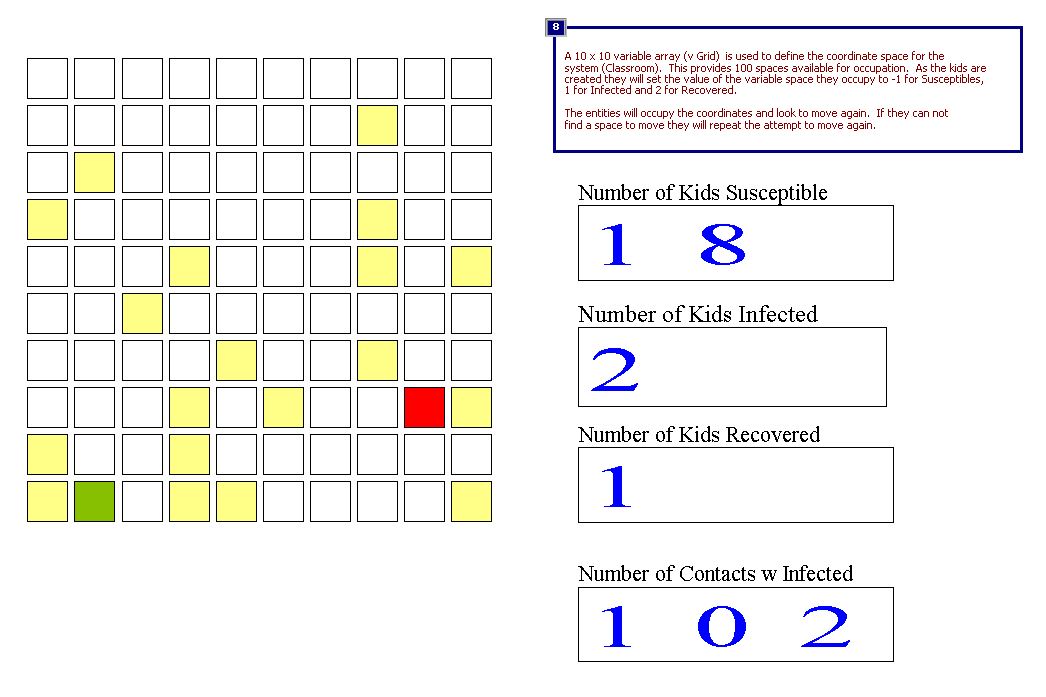 8
A 10 x 10 variable array (v Grid)  is used to define the coordinate space for the
system (Classroom).  This provides 100 spaces available for occupation.  As the kids are
created they will set the value of the variable space they occupy to -1 for Susceptibles,
1 for Infected and 2 for Recovered.
The entities will occupy the coordinates and look to move again.  If they can not
find a space to move they will repeat the attempt to move again.
Number of Kids Susceptible
1 8
Number of Kids Infected
2
Number of Kids Recovered
1
Number of Contacts w Infected
1 0 2